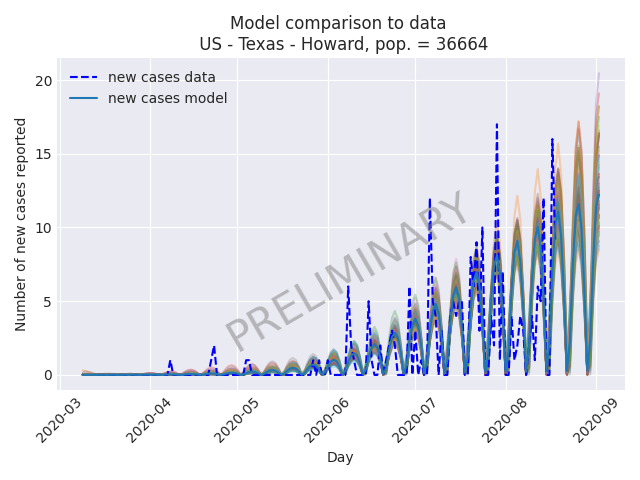 Model comparison to data
US - Texas - Howard, pop. = 36664
new cases data
new cases model
Number of new cases reported
20
15
10
5
0
PRELIMINARY
2020-03
2020-04
2020-05
2020-06
2020-07
2020-08
2020-09
Day